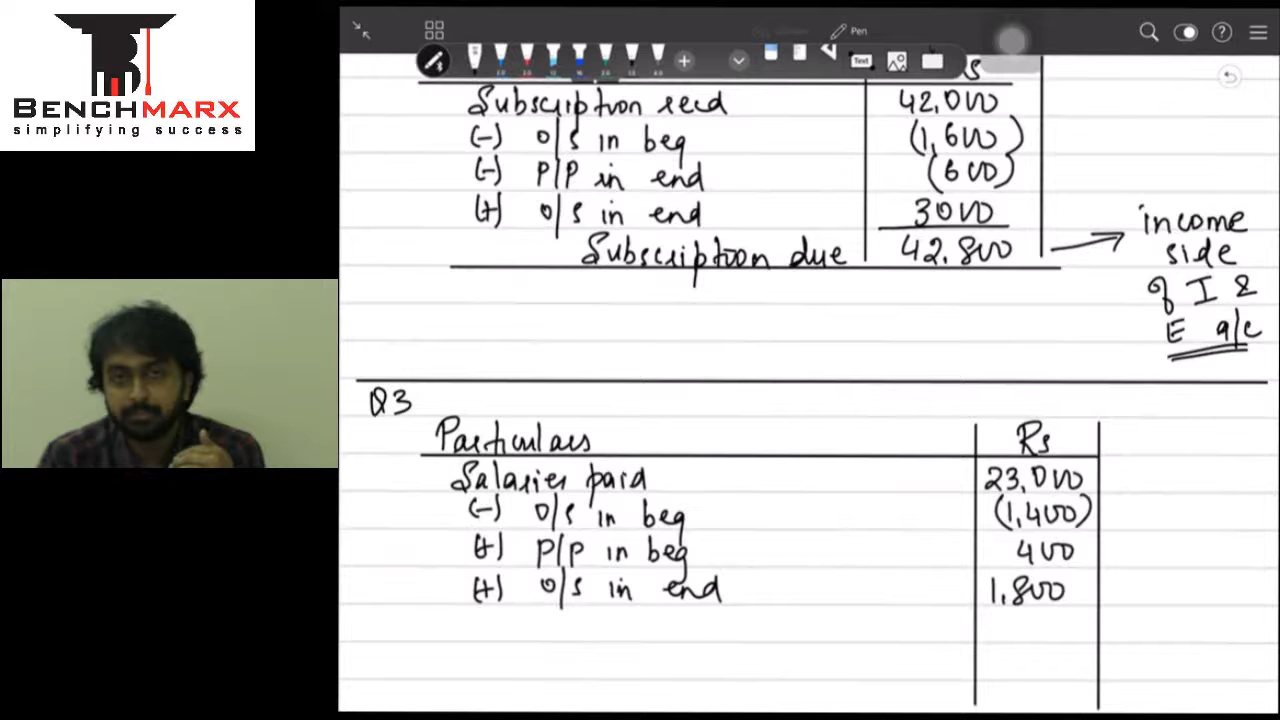 BENCHMARX
simplifying success
Pen
Text
Subscription recd 42,000
(-) O/S in beg (1,600)
(-) P/P in end (600)
(+) O/S in end 3000
Subscription due 42,800
income
side
of I &
E a/c
Q3
Particulars Rs
Salaries paid 23,000
(-) O/S in beg (1,400)
(+) P/P in beg 400
(+) O/S in end 1,800